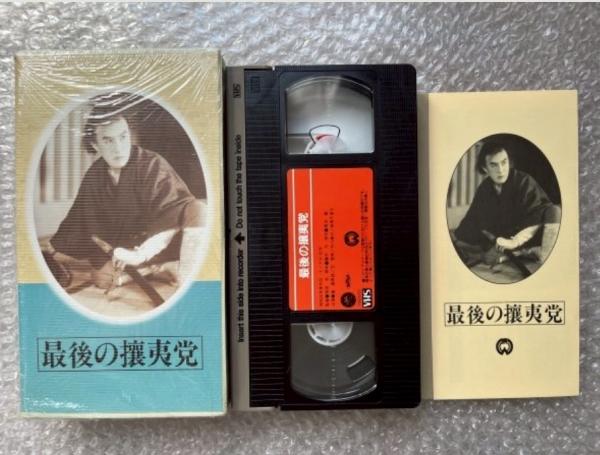 最後の攘夷党
VHS
Insert this side into recorder
Do not touch the tape inside
最後の攘夷党
VHS
最後の攘夷党